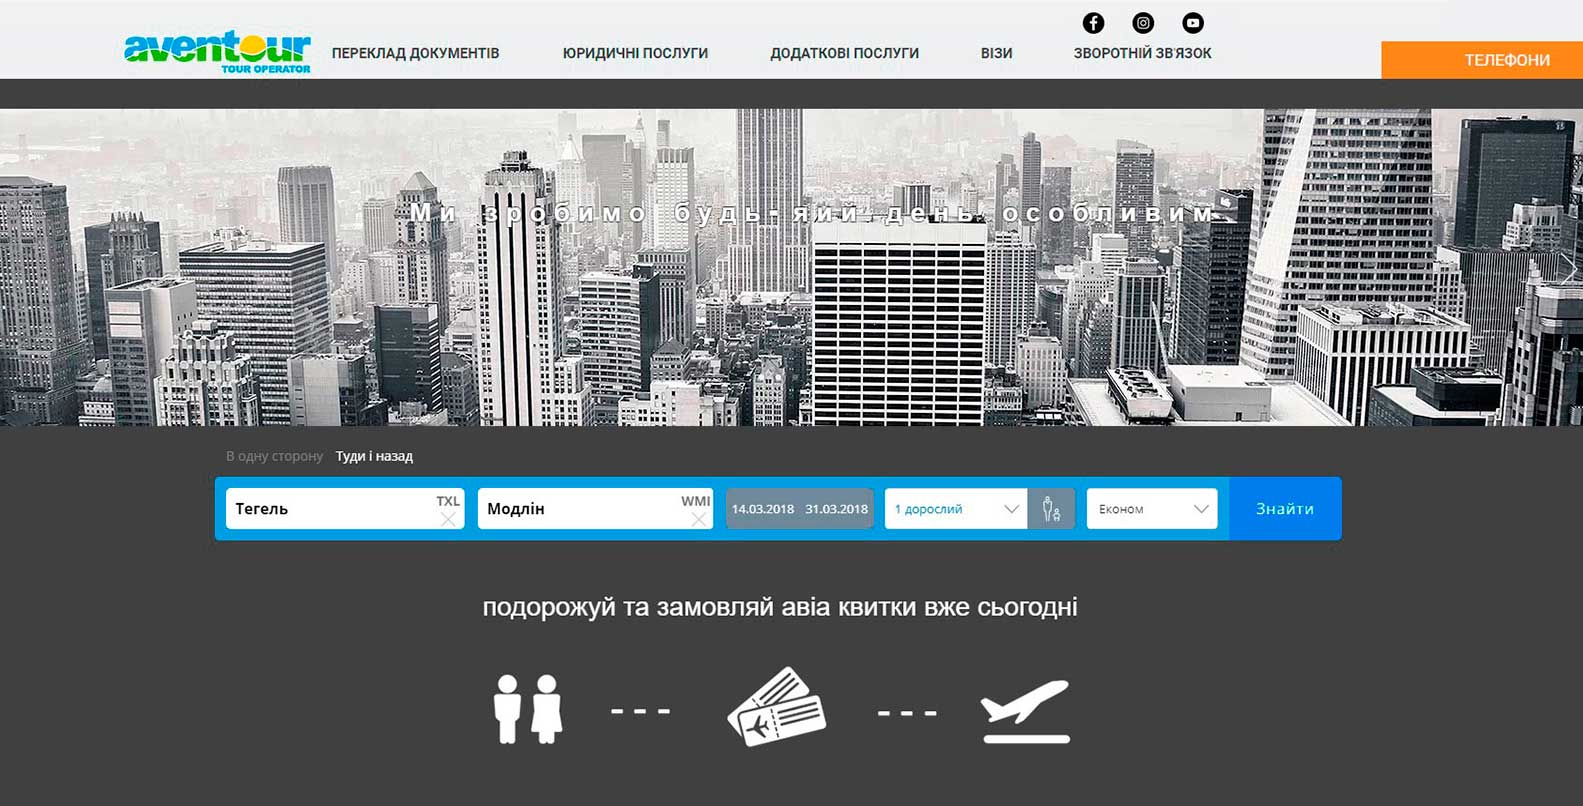 aventour
TOUR OPERATOR
ПЕРЕКЛАД ДОКУМЕНТІВ
ЮРИДИЧНІ ПОСЛУГИ
ДОДАТКОВІ ПОСЛУГИ
ВІЗИ
ЗВОРОТНІЙ ЗВ'ЯЗОК
ТЕЛЕФОНИ
Ми зробимо будь-яий день особливим
В одну сторону Туди і назад
Тегель TXL
Модлін WMI
14.03.2018 31.03.2018
1 дорослий
Економ
Знайти
подорожуй та замовляй авіа квитки вже сьогодні